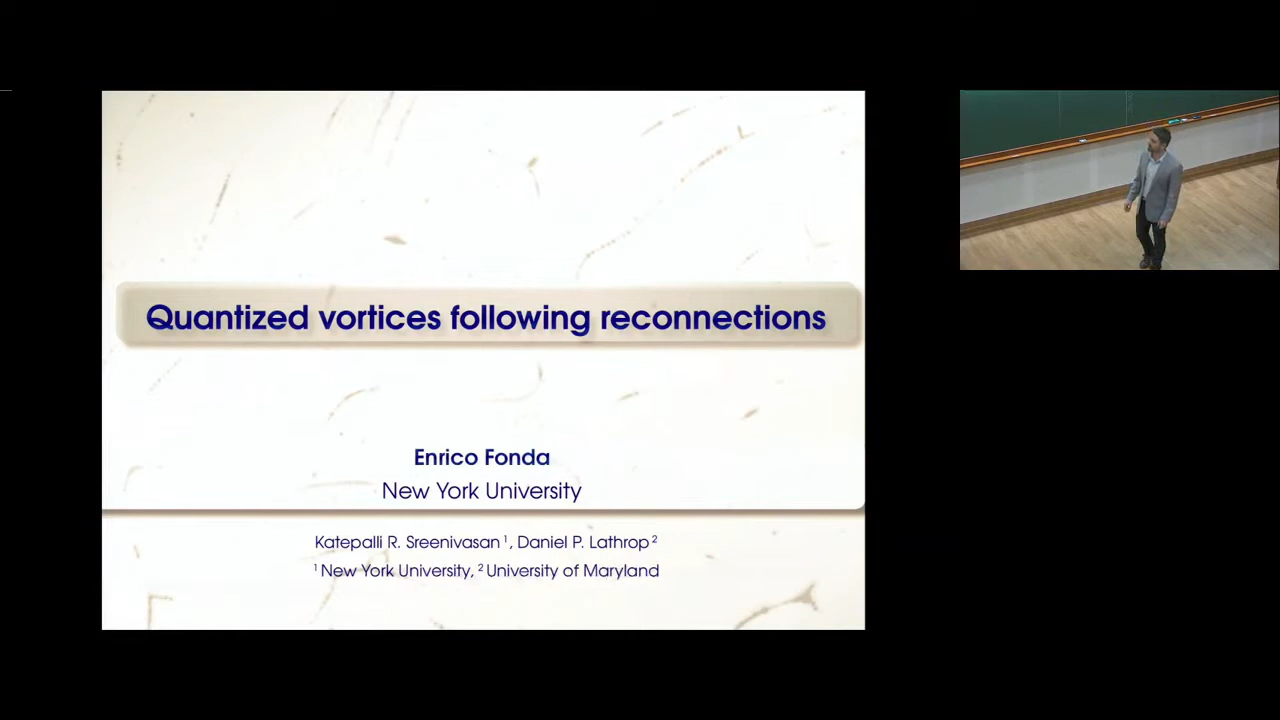 Quantized vortices following reconnections
Enrico Fonda
New York University
Katepalli R. Sreenivasan ¹, Daniel P. Lathrop ²
¹ New York University, ² University of Maryland